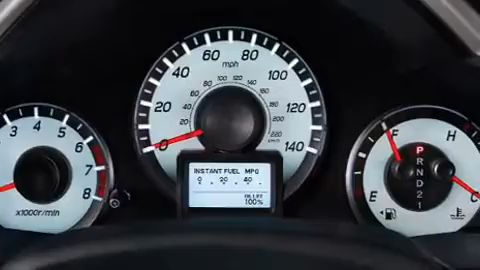 3 4 5 6 7 8
x1000r/min
0 20 40 60 80 100 120 140
mph
20 40 60 80 100 120 140 160 180 200 220
km/h
INSTANT FUEL MPG
0 . 20 . 40 .
OIL LIFE
100%
F E
P
R
N
D
2
1
H C